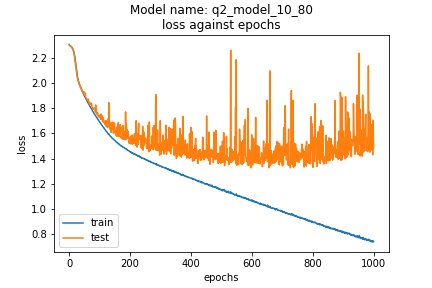 Model name: q2_model_10_80
loss against epochs
loss
2.2
2.0
1.8
1.6
1.4
1.2
1.0
0.8
train
test
0 200 400 600 800 1000
epochs